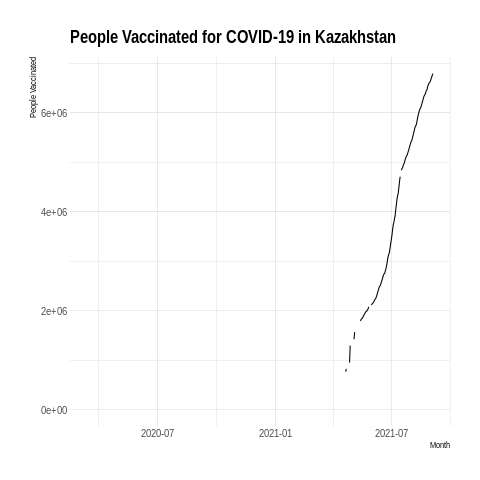 People Vaccinated for COVID-19 in Kazakhstan
People Vaccinated
6e+06
4e+06
2e+06
0e+00
2020-07 2021-01 2021-07
Month